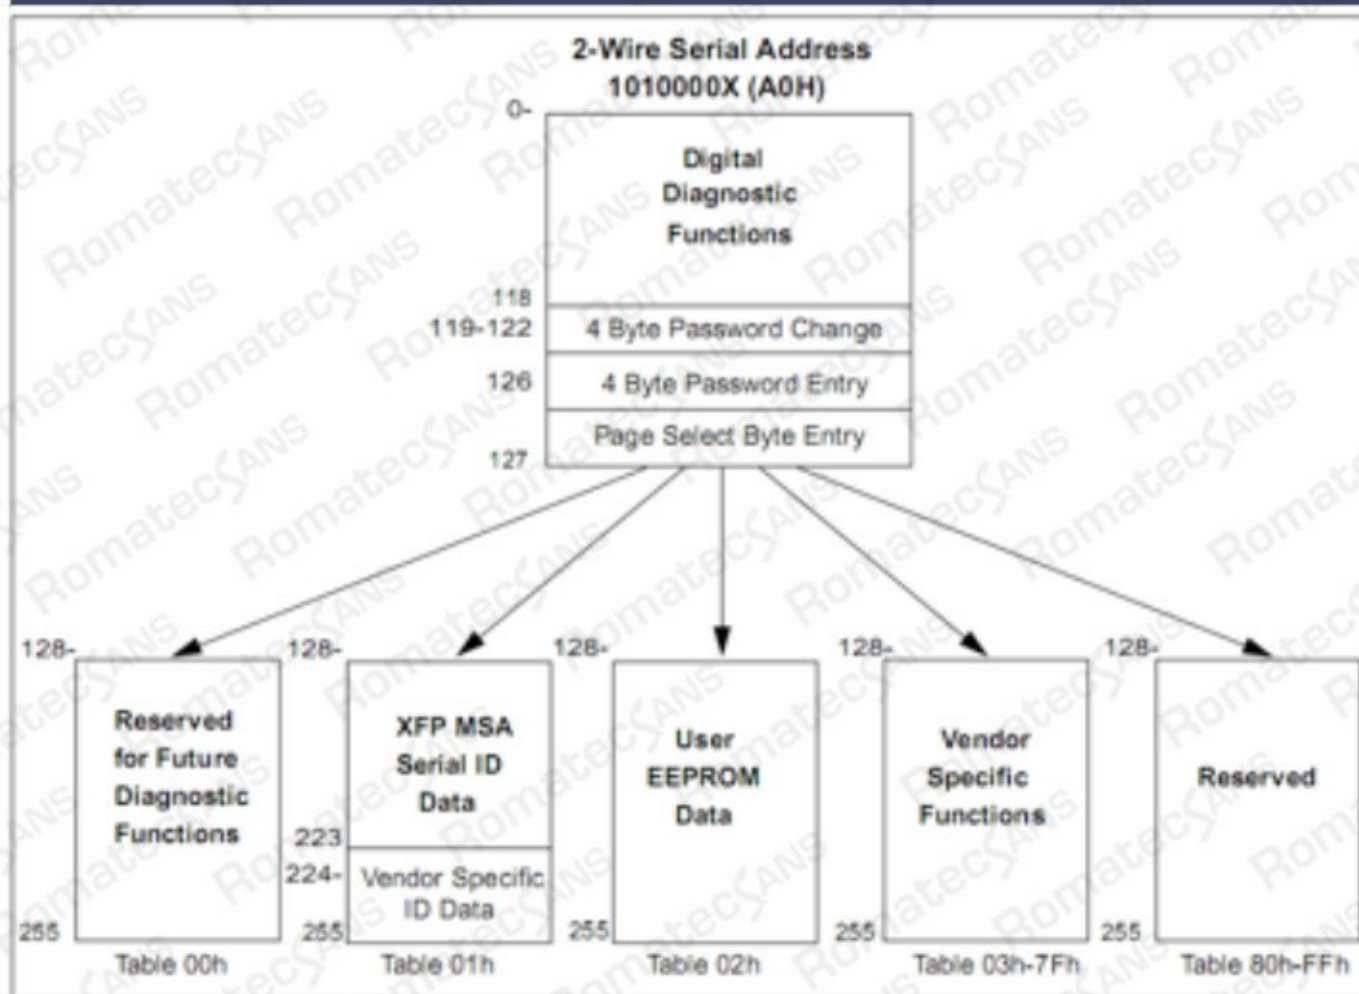 2-Wire Serial Address
1010000X (A0H)
0-
Digital
Diagnostic
Functions
118
119-122
4 Byte Password Change
126
4 Byte Password Entry
Page Select Byte Entry
127
128-
128-
128-
128-
128-
Reserved
for Future
Diagnostic
Functions
XFP MSA
Serial ID
Data
User
EEPROM
Data
Vendor
Specific
Functions
Reserved
223
224-
Vendor Specific
ID Data
255
255
255
255
255
Table 00h
Table 01h
Table 02h
Table 03h-7Fh
Table 80h-FFh
RomatecSANS